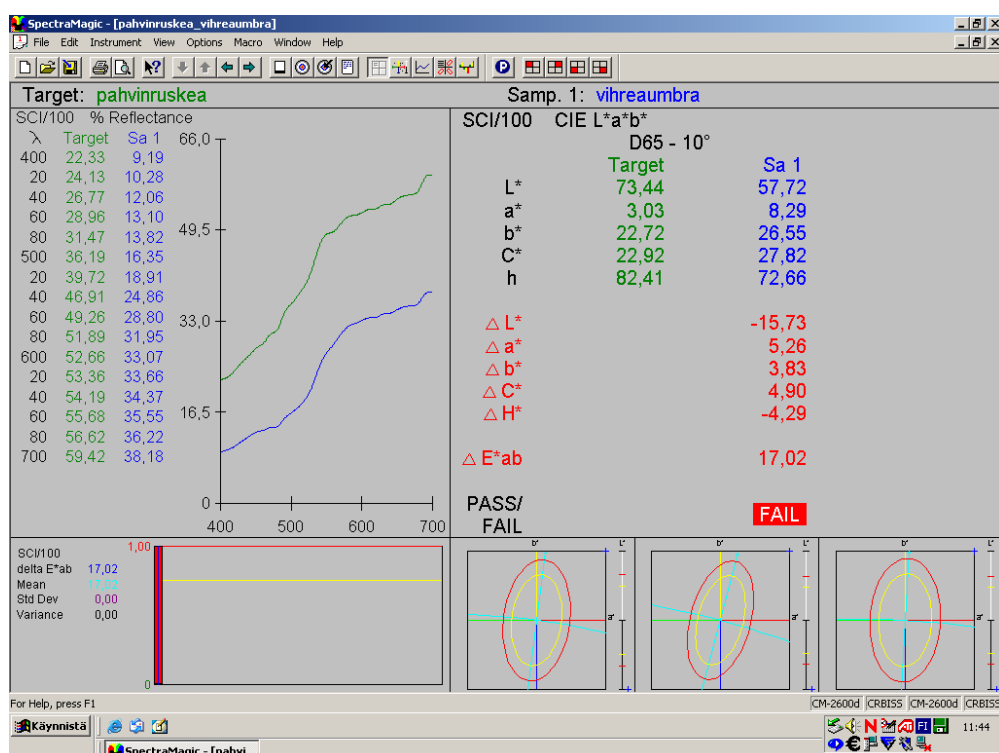 SpectraMagic - [pahvinruskea_vihreaumbra]
File Edit Instrument View Options Macro Window Help
Target: pahvinruskea
Samp. 1: vihreaumbra
SCI/100 % Reflectance
λ Target Sa 1
400 22,33 9,19
20 24,13 10,28
40 26,77 12,06
60 28,96 13,10
80 31,47 13,82
500 36,19 16,35
20 39,72 18,91
40 46,91 24,86
60 49,26 28,80
80 51,89 31,95
600 52,66 33,07
20 53,36 33,66
40 54,19 34,37
60 55,68 35,55
80 56,62 36,22
700 59,42 38,18
66,0
49,5
33,0
16,5
0
400 500 600 700
SCI/100 CIE L*a*b*
D65 - 10°
Target Sa 1
L* 73,44 57,72
a* 3,03 8,29
b* 22,72 26,55
C* 22,92 27,82
h 82,41 72,66
△ L* -15,73
△ a* 5,26
△ b* 3,83
△ C* 4,90
△ H* -4,29
△ E*ab 17,02
PASS/
FAIL FAIL
SCI/100
delta E*ab 17,02
Mean 17,02
Std Dev 0,00
Variance 0,00
1,00
0
b* L* b* L* b* L*
a* a* a*
For Help, press F1
CM-2600d CRBISS CM-2600d CRBISS
Käynnistä
FI
11:44
SpectraMagic - [pahvi...